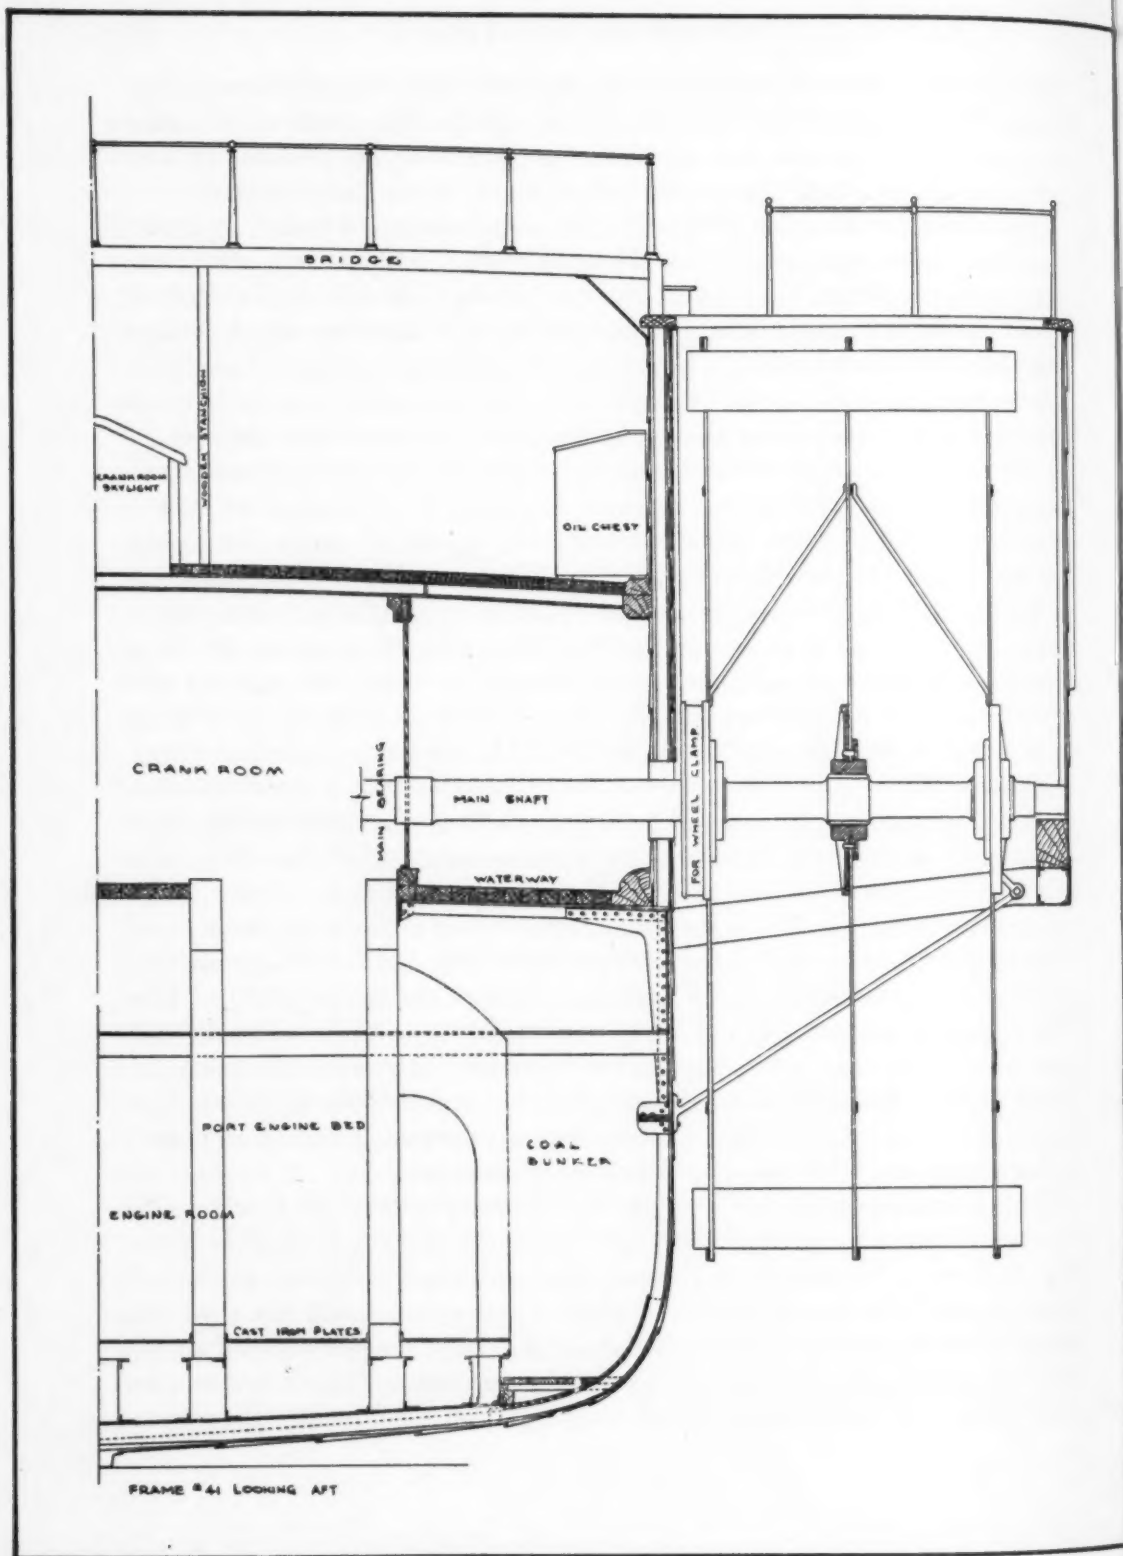 BRIDGE
WOODEN STANCHION
CRANK ROOM
SKYLIGHT
OIL CHEST
CRANK ROOM
MAIN BEARING
MAIN SHAFT
FOR WHEEL CLAMP
WATERWAY
PORT ENGINE BED
COAL
BUNKER
ENGINE ROOM
CAST IRON PLATES
FRAME #41 LOOKING AFT